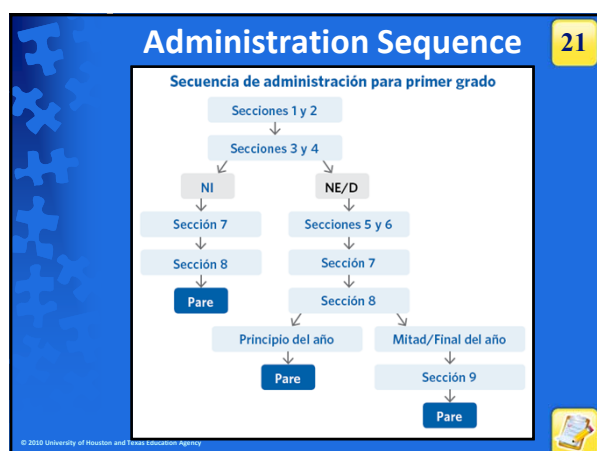 Administration Sequence
21
Secuencia de administración para primer grado
Secciones 1 y 2
Secciones 3 y 4
NI
NE/D
Sección 7
Secciones 5 y 6
Sección 8
Sección 7
Pare
Sección 8
Principio del año
Mitad/Final del año
Pare
Sección 9
Pare
© 2010 University of Houston and Texas Education Agency